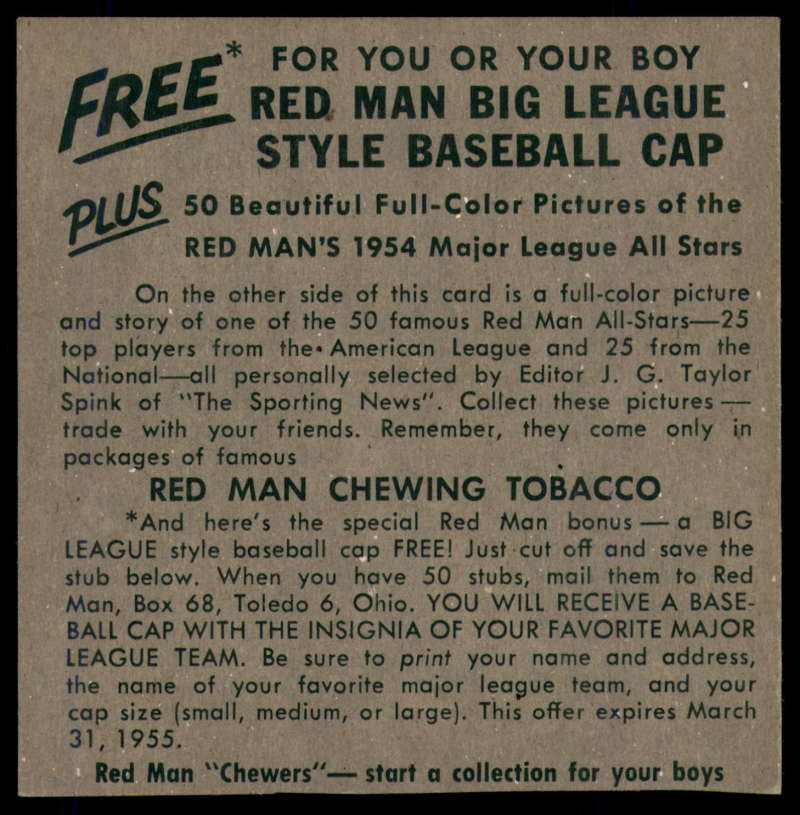 FREE* FOR YOU OR YOUR BOY
RED MAN BIG LEAGUE
STYLE BASEBALL CAP
PLUS 50 Beautiful Full-Color Pictures of the
RED MAN'S 1954 Major League All Stars
On the other side of this card is a full-color picture
and story of one of the 50 famous Red Man All-Stars—25
top players from the American League and 25 from the
National—all personally selected by Editor J. G. Taylor
Spink of "The Sporting News". Collect these pictures—
trade with your friends. Remember, they come only in
packages of famous
RED MAN CHEWING TOBACCO
*And here's the special Red Man bonus—a BIG
LEAGUE style baseball cap FREE! Just cut off and save the
stub below. When you have 50 stubs, mail them to Red
Man, Box 68, Toledo 6, Ohio. YOU WILL RECEIVE A BASE-
BALL CAP WITH THE INSIGNIA OF YOUR FAVORITE MAJOR
LEAGUE TEAM. Be sure to print your name and address,
the name of your favorite major league team, and your
cap size (small, medium, or large). This offer expires March
31, 1955.
Red Man "Chewers"—start a collection for your boys